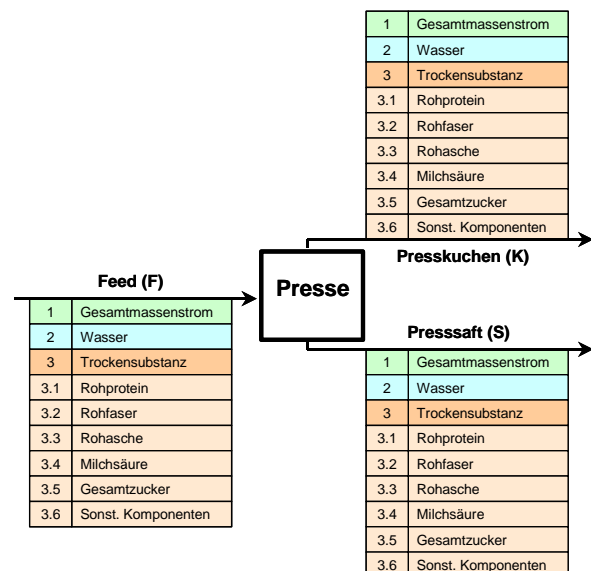 1 Gesamtmassenstrom
2 Wasser
3 Trockensubstanz
3.1 Rohprotein
3.2 Rohfaser
3.3 Rohasche
3.4 Milchsäure
3.5 Gesamtzucker
3.6 Sonst. Komponenten
Presskuchen (K)
Feed (F)
Presse
1 Gesamtmassenstrom
2 Wasser
3 Trockensubstanz
3.1 Rohprotein
3.2 Rohfaser
3.3 Rohasche
3.4 Milchsäure
3.5 Gesamtzucker
3.6 Sonst. Komponenten
Presssaft (S)
1 Gesamtmassenstrom
2 Wasser
3 Trockensubstanz
3.1 Rohprotein
3.2 Rohfaser
3.3 Rohasche
3.4 Milchsäure
3.5 Gesamtzucker
3.6 Sonst. Komponenten